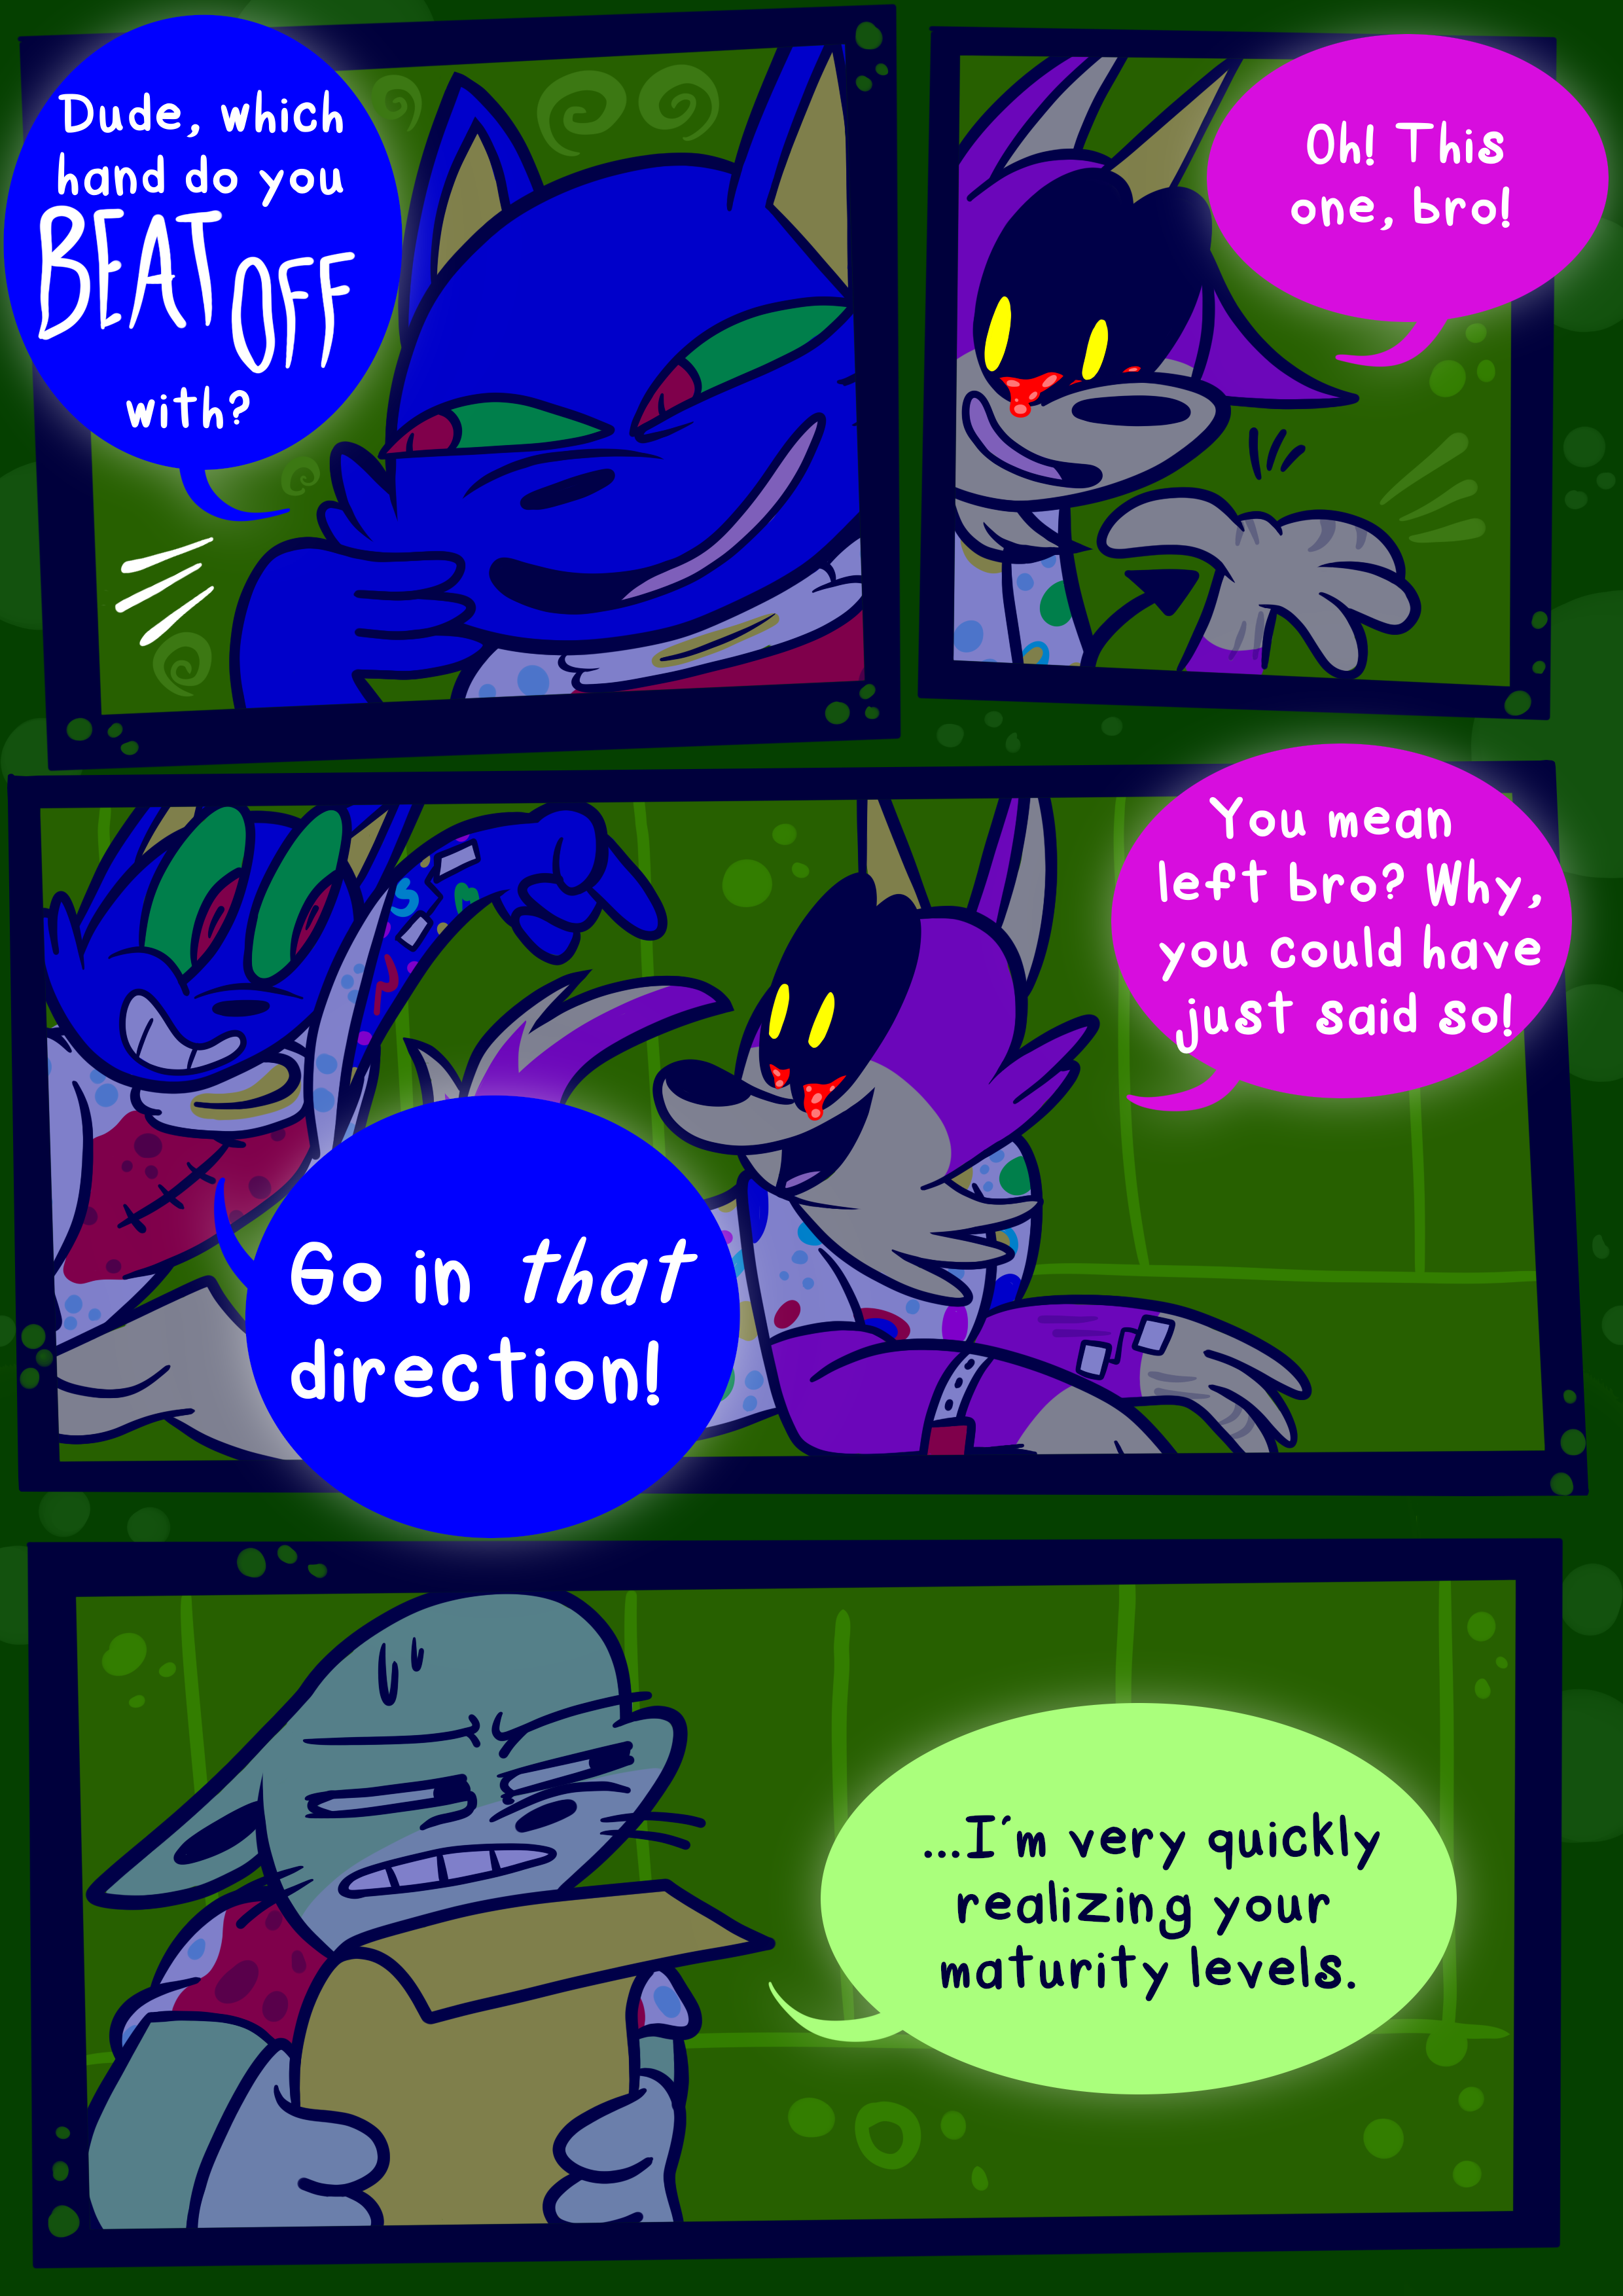 Dude, which
hand do you
BEAT OFF
with?
Oh! This
one, bro!
You mean
left bro? Why,
you could have
just said so!
Go in that
direction!
...I'm very quickly
realizing your
maturity levels.